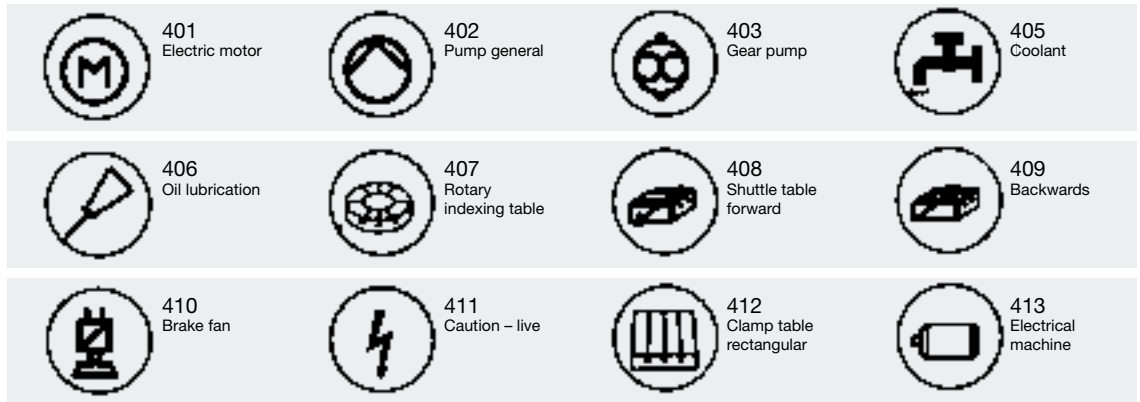 401
Electric motor
402
Pump general
403
Gear pump
405
Coolant
M
406
Oil lubrication
407
Rotary
indexing table
408
Shuttle table
forward
409
Backwards
410
Brake fan
411
Caution – live
412
Clamp table
rectangular
413
Electrical
machine